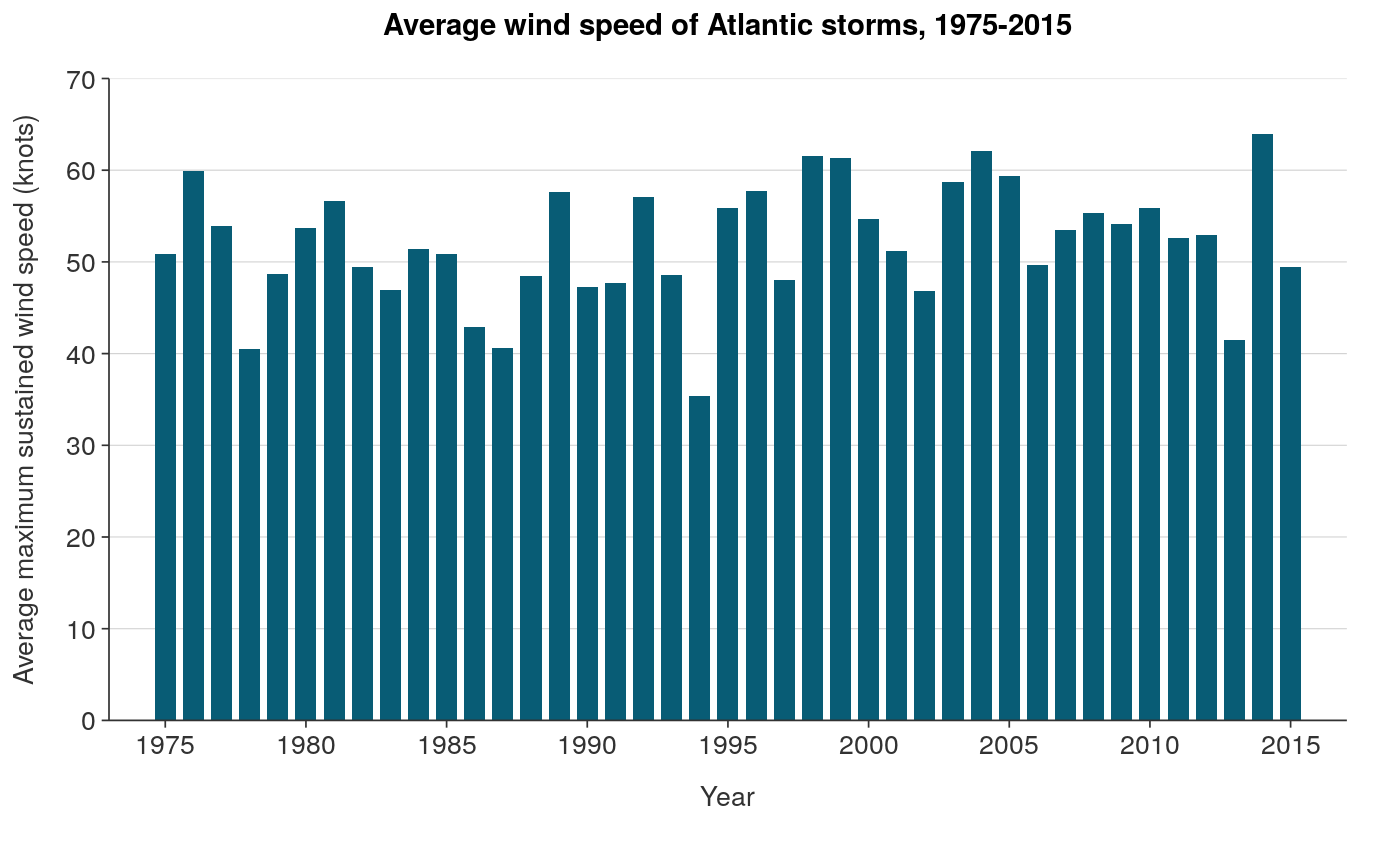 Average wind speed of Atlantic storms, 1975-2015
Average maximum sustained wind speed (knots)
70
60
50
40
30
20
10
0
1975 1980 1985 1990 1995 2000 2005 2010 2015
Year